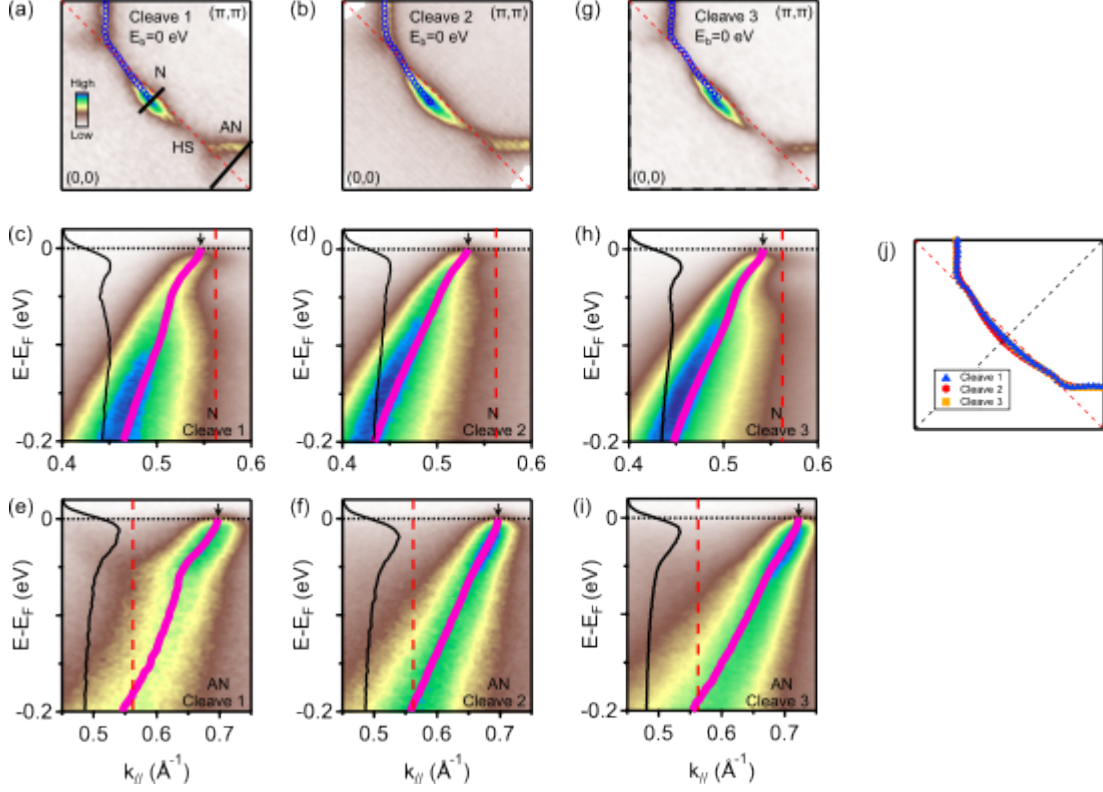 (a)
Cleave 1
E_b=0 eV
(π,π)
N
High
Low
AN
HS
(0,0)
(b)
Cleave 2
E_b=0 eV
(π,π)
(0,0)
(g)
Cleave 3
E_b=0 eV
(π,π)
(0,0)
(c)
0
-0.2
E-E_F (eV)
N
Cleave 1
0.4
0.5
0.6
(d)
0
-0.2
E-E_F (eV)
N
Cleave 2
0.4
0.5
0.6
(h)
0
-0.2
E-E_F (eV)
N
Cleave 3
0.4
0.5
0.6
(j)
Cleave 1
Cleave 2
Cleave 3
(e)
0
-0.2
E-E_F (eV)
AN
Cleave 1
0.5
0.6
0.7
k_// (Å⁻¹)
(f)
0
-0.2
E-E_F (eV)
AN
Cleave 2
0.5
0.6
0.7
k_// (Å⁻¹)
(i)
0
-0.2
E-E_F (eV)
AN
Cleave 3
0.5
0.6
0.7
k_// (Å⁻¹)